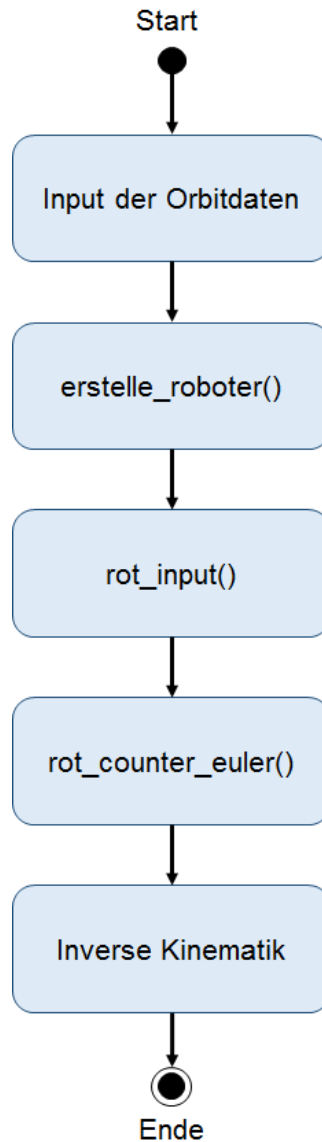 Start
Input der Orbitdaten
erstelle_roboter()
rot_input()
rot_counter_euler()
Inverse Kinematik
Ende